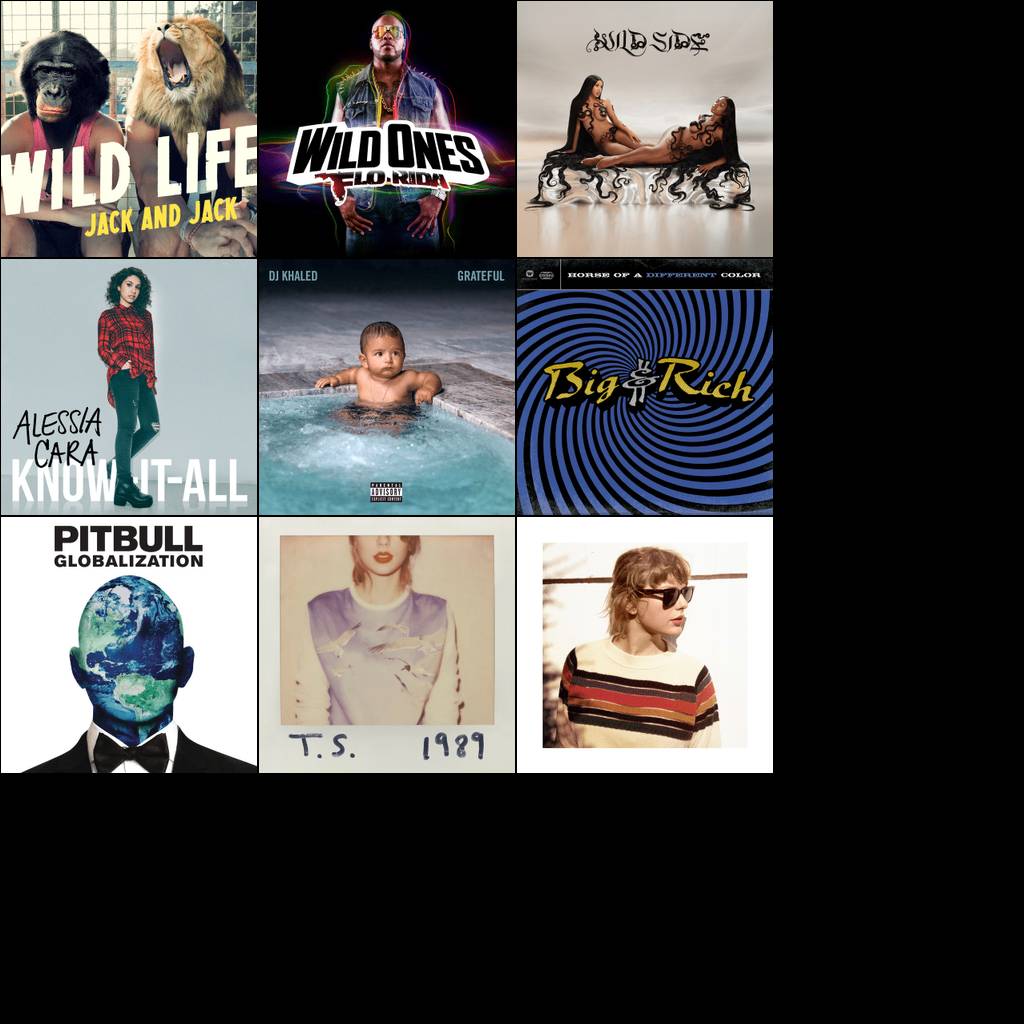 WILD LIFE
JACK AND JACK
WILD ONES
FLO-RIDA
WILD SIDE
ALESSIA
CARA
KNOW-IT-ALL
DJ KHALED
GRATEFUL
PARENTAL
ADVISORY
EXPLICIT CONTENT
HORSE OF A DIFFERENT COLOR
Big & Rich
PITBULL
GLOBALIZATION
T.S. 1989